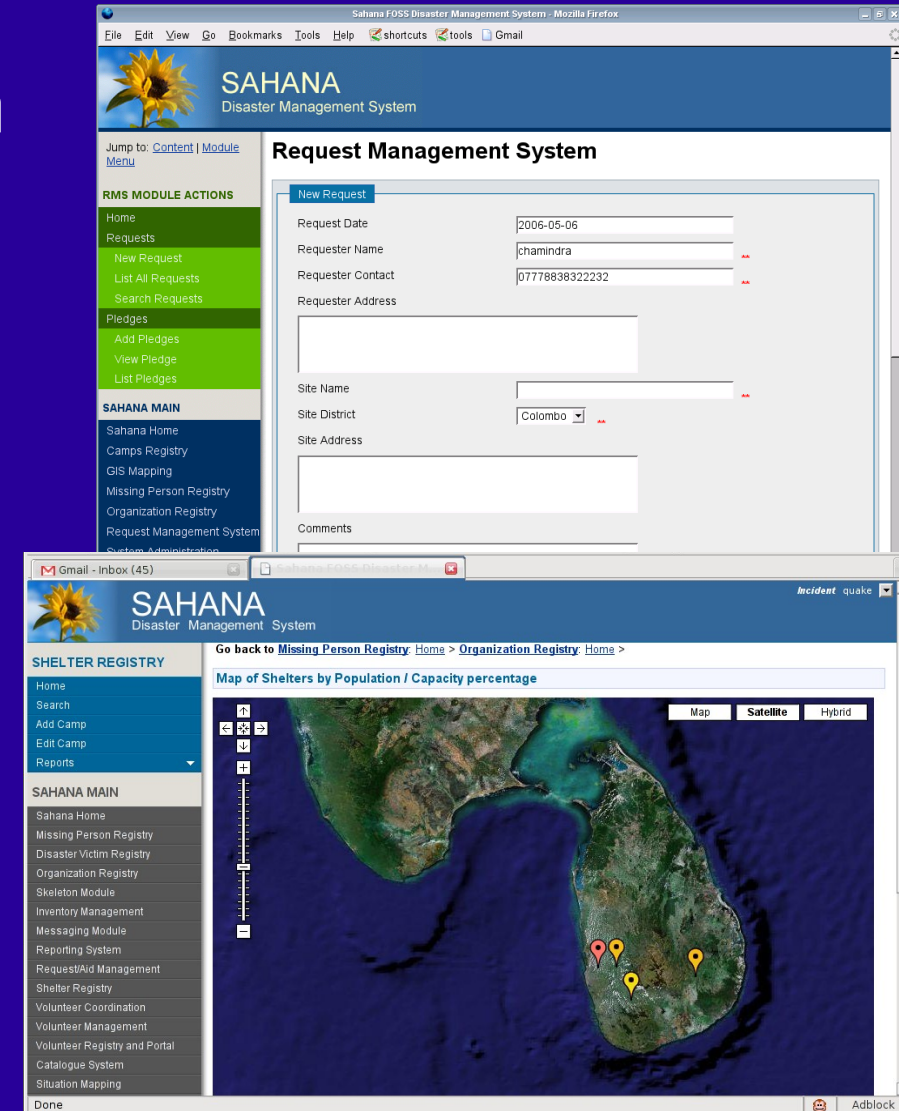 Sahana FOSS Disaster Management System - Mozilla Firefox
File Edit View Go Bookmarks Tools Help shortcuts tools Gmail
SAHANA
Disaster Management System
Jump to: Content | Module
Menu
RMS MODULE ACTIONS
Home
Requests
New Request
List All Requests
Search Requests
Pledges
Add Pledges
View Pledge
List Pledges
SAHANA MAIN
Sahana Home
Camps Registry
GIS Mapping
Missing Person Registry
Organization Registry
Request Management System
System Administration
Request Management System
New Request
Request Date 2006-05-06
Requester Name chamindra **
Requester Contact 07778838322232 **
Requester Address
Site Name **
Site District Colombo **
Site Address
Comments
Gmail - Inbox (45) Sahana FOSS Disaster M...
SAHANA
Disaster Management System
Incident quake
SHELTER REGISTRY
Home
Search
Add Camp
Edit Camp
Reports
SAHANA MAIN
Sahana Home
Missing Person Registry
Disaster Victim Registry
Organization Registry
Skeleton Module
Inventory Management
Messaging Module
Reporting System
Request/Aid Management
Shelter Registry
Volunteer Coordination
Volunteer Management
Volunteer Registry and Portal
Catalogue System
Situation Mapping
Go back to Missing Person Registry: Home > Organization Registry: Home >
Map of Shelters by Population / Capacity percentage
Map Satellite Hybrid
Done Adblock